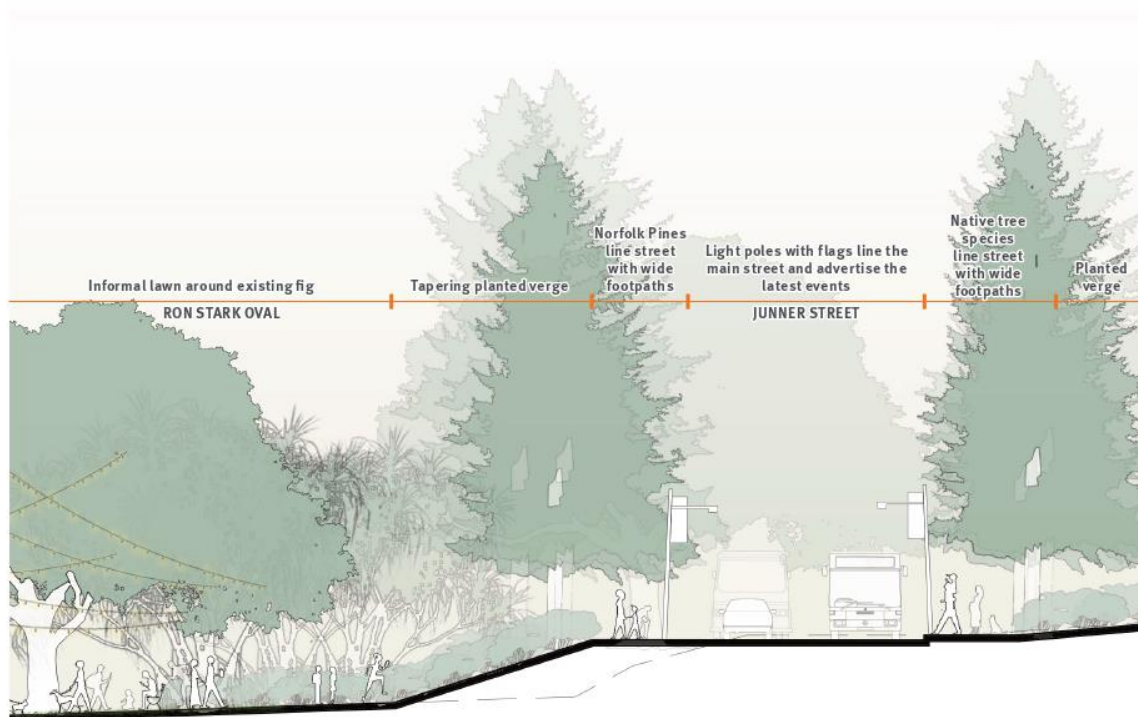 Informal lawn around existing fig
RON STARK OVAL
Tapering planted verge
Norfolk Pines
line street
with wide
footpaths
Light poles with flags line the
main street and advertise the
latest events
JUNNER STREET
Native tree
species
line street
with wide
footpaths
Planted
verge